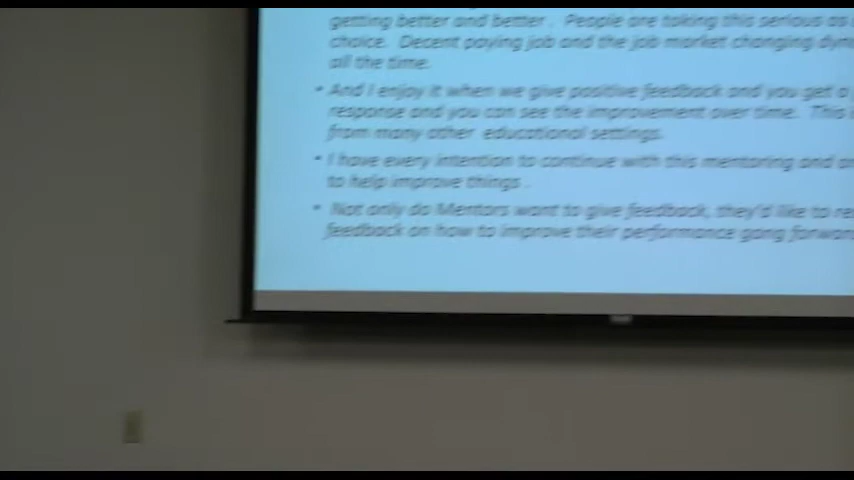 getting better and better . People are taking this serious as
choice. Decent paying job and the job market changing
all the time.
• And I enjoy it when we give positive feedback and you get a
response and you can see the improvement over time. This
from many other educational settings.
• I have every intention to continue with this mentoring and
to help improve things .
• Not only do Mentors want to give feedback, they'd like to
feedback on how to improve their performance gong forward